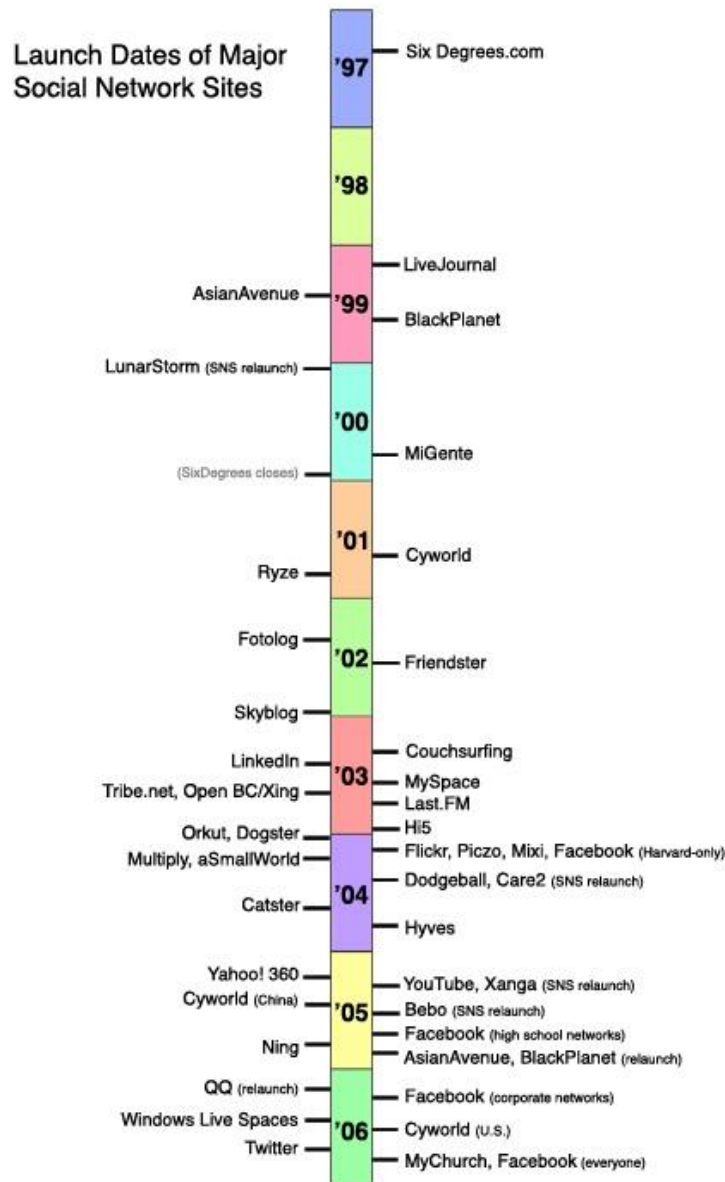 Launch Dates of Major
Social Network Sites
'97
Six Degrees.com
'98
LiveJournal
AsianAvenue
'99
BlackPlanet
LunarStorm (SNS relaunch)
'00
MiGente
(SixDegrees closes)
'01
Cyworld
Ryze
Fotolog
'02
Friendster
Skyblog
Couchsurfing
LinkedIn
'03
MySpace
Tribe.net, Open BC/Xing
Last.FM
Hi5
Orkut, Dogster
Flickr, Piczo, Mixi, Facebook (Harvard-only)
Multiply, aSmallWorld
Dodgeball, Care2 (SNS relaunch)
'04
Catster
Hyves
Yahoo! 360
YouTube, Xanga (SNS relaunch)
Cyworld (China)
'05
Bebo (SNS relaunch)
Facebook (high school networks)
Ning
AsianAvenue, BlackPlanet (relaunch)
QQ (relaunch)
Facebook (corporate networks)
Windows Live Spaces
'06
Cyworld (U.S.)
Twitter
MyChurch, Facebook (everyone)